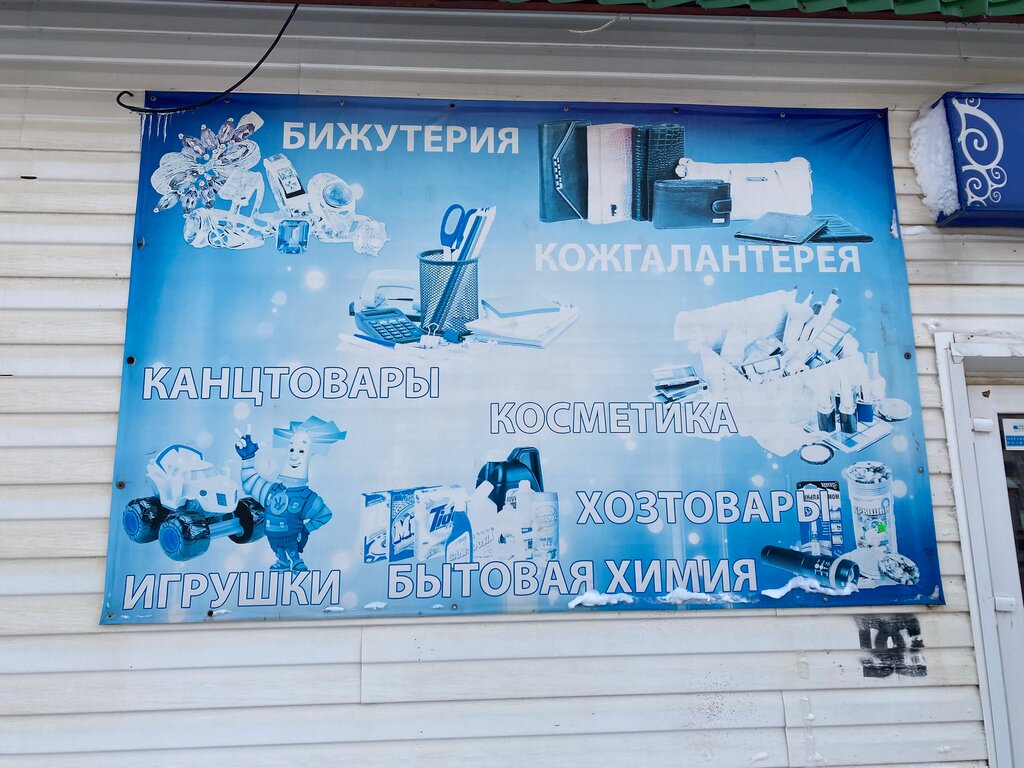 БИЖУТЕРИЯ
КОЖГАЛАНТЕРЕЯ
КАНЦТОВАРЫ
КОСМЕТИКА
ХОЗТОВАРЫ
ИГРУШКИ
БЫТОВАЯ ХИМИЯ